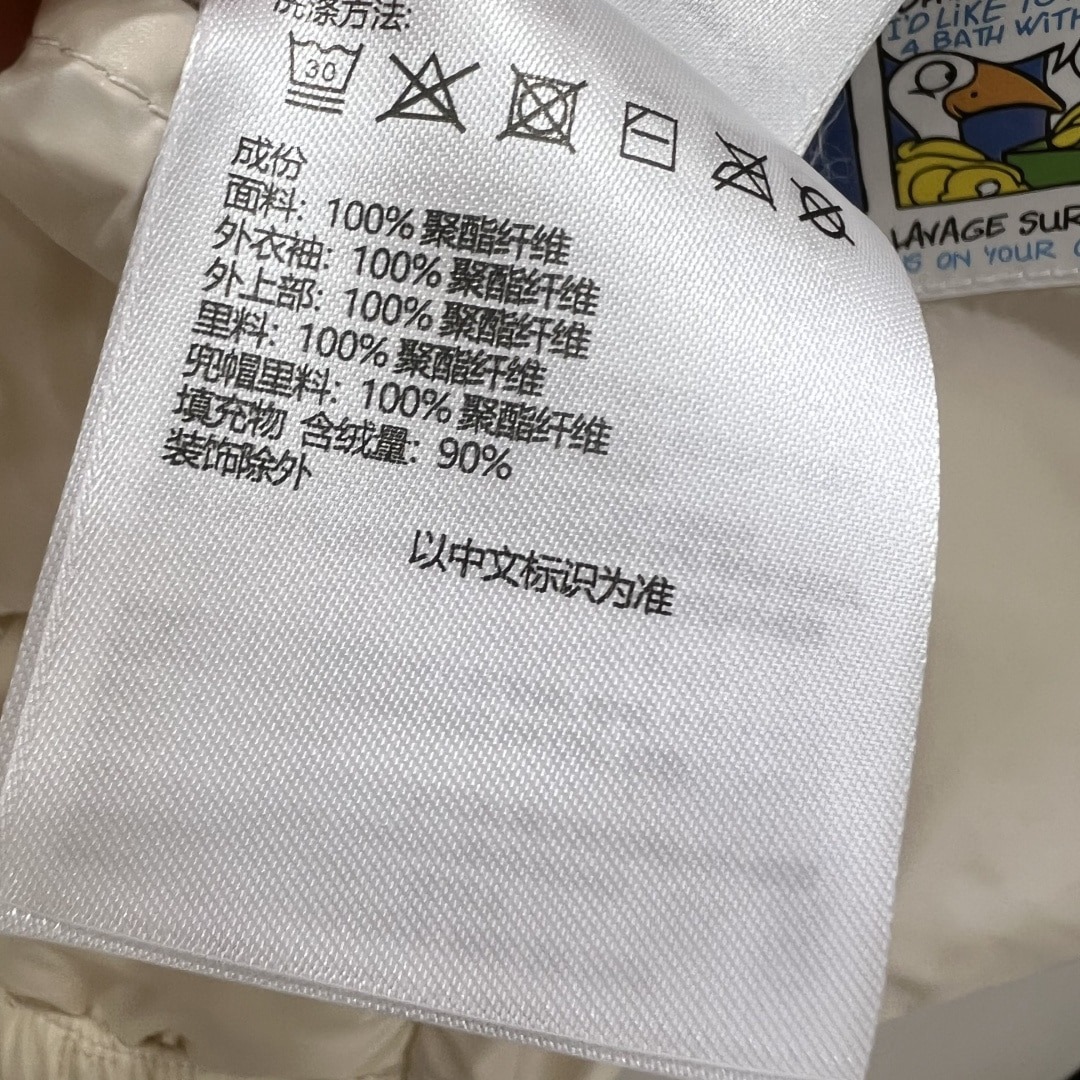 洗涤方法:
30
成份
面料: 100% 聚酯纤维
外衣袖: 100% 聚酯纤维
外上部: 100% 聚酯纤维
里料: 100% 聚酯纤维
兜帽里料: 100% 聚酯纤维
填充物 含绒量: 90%
装饰除外
以中文标识为准
I'D LIKE TO
A BATH WITH
LAVAGE SUR
ON YOUR